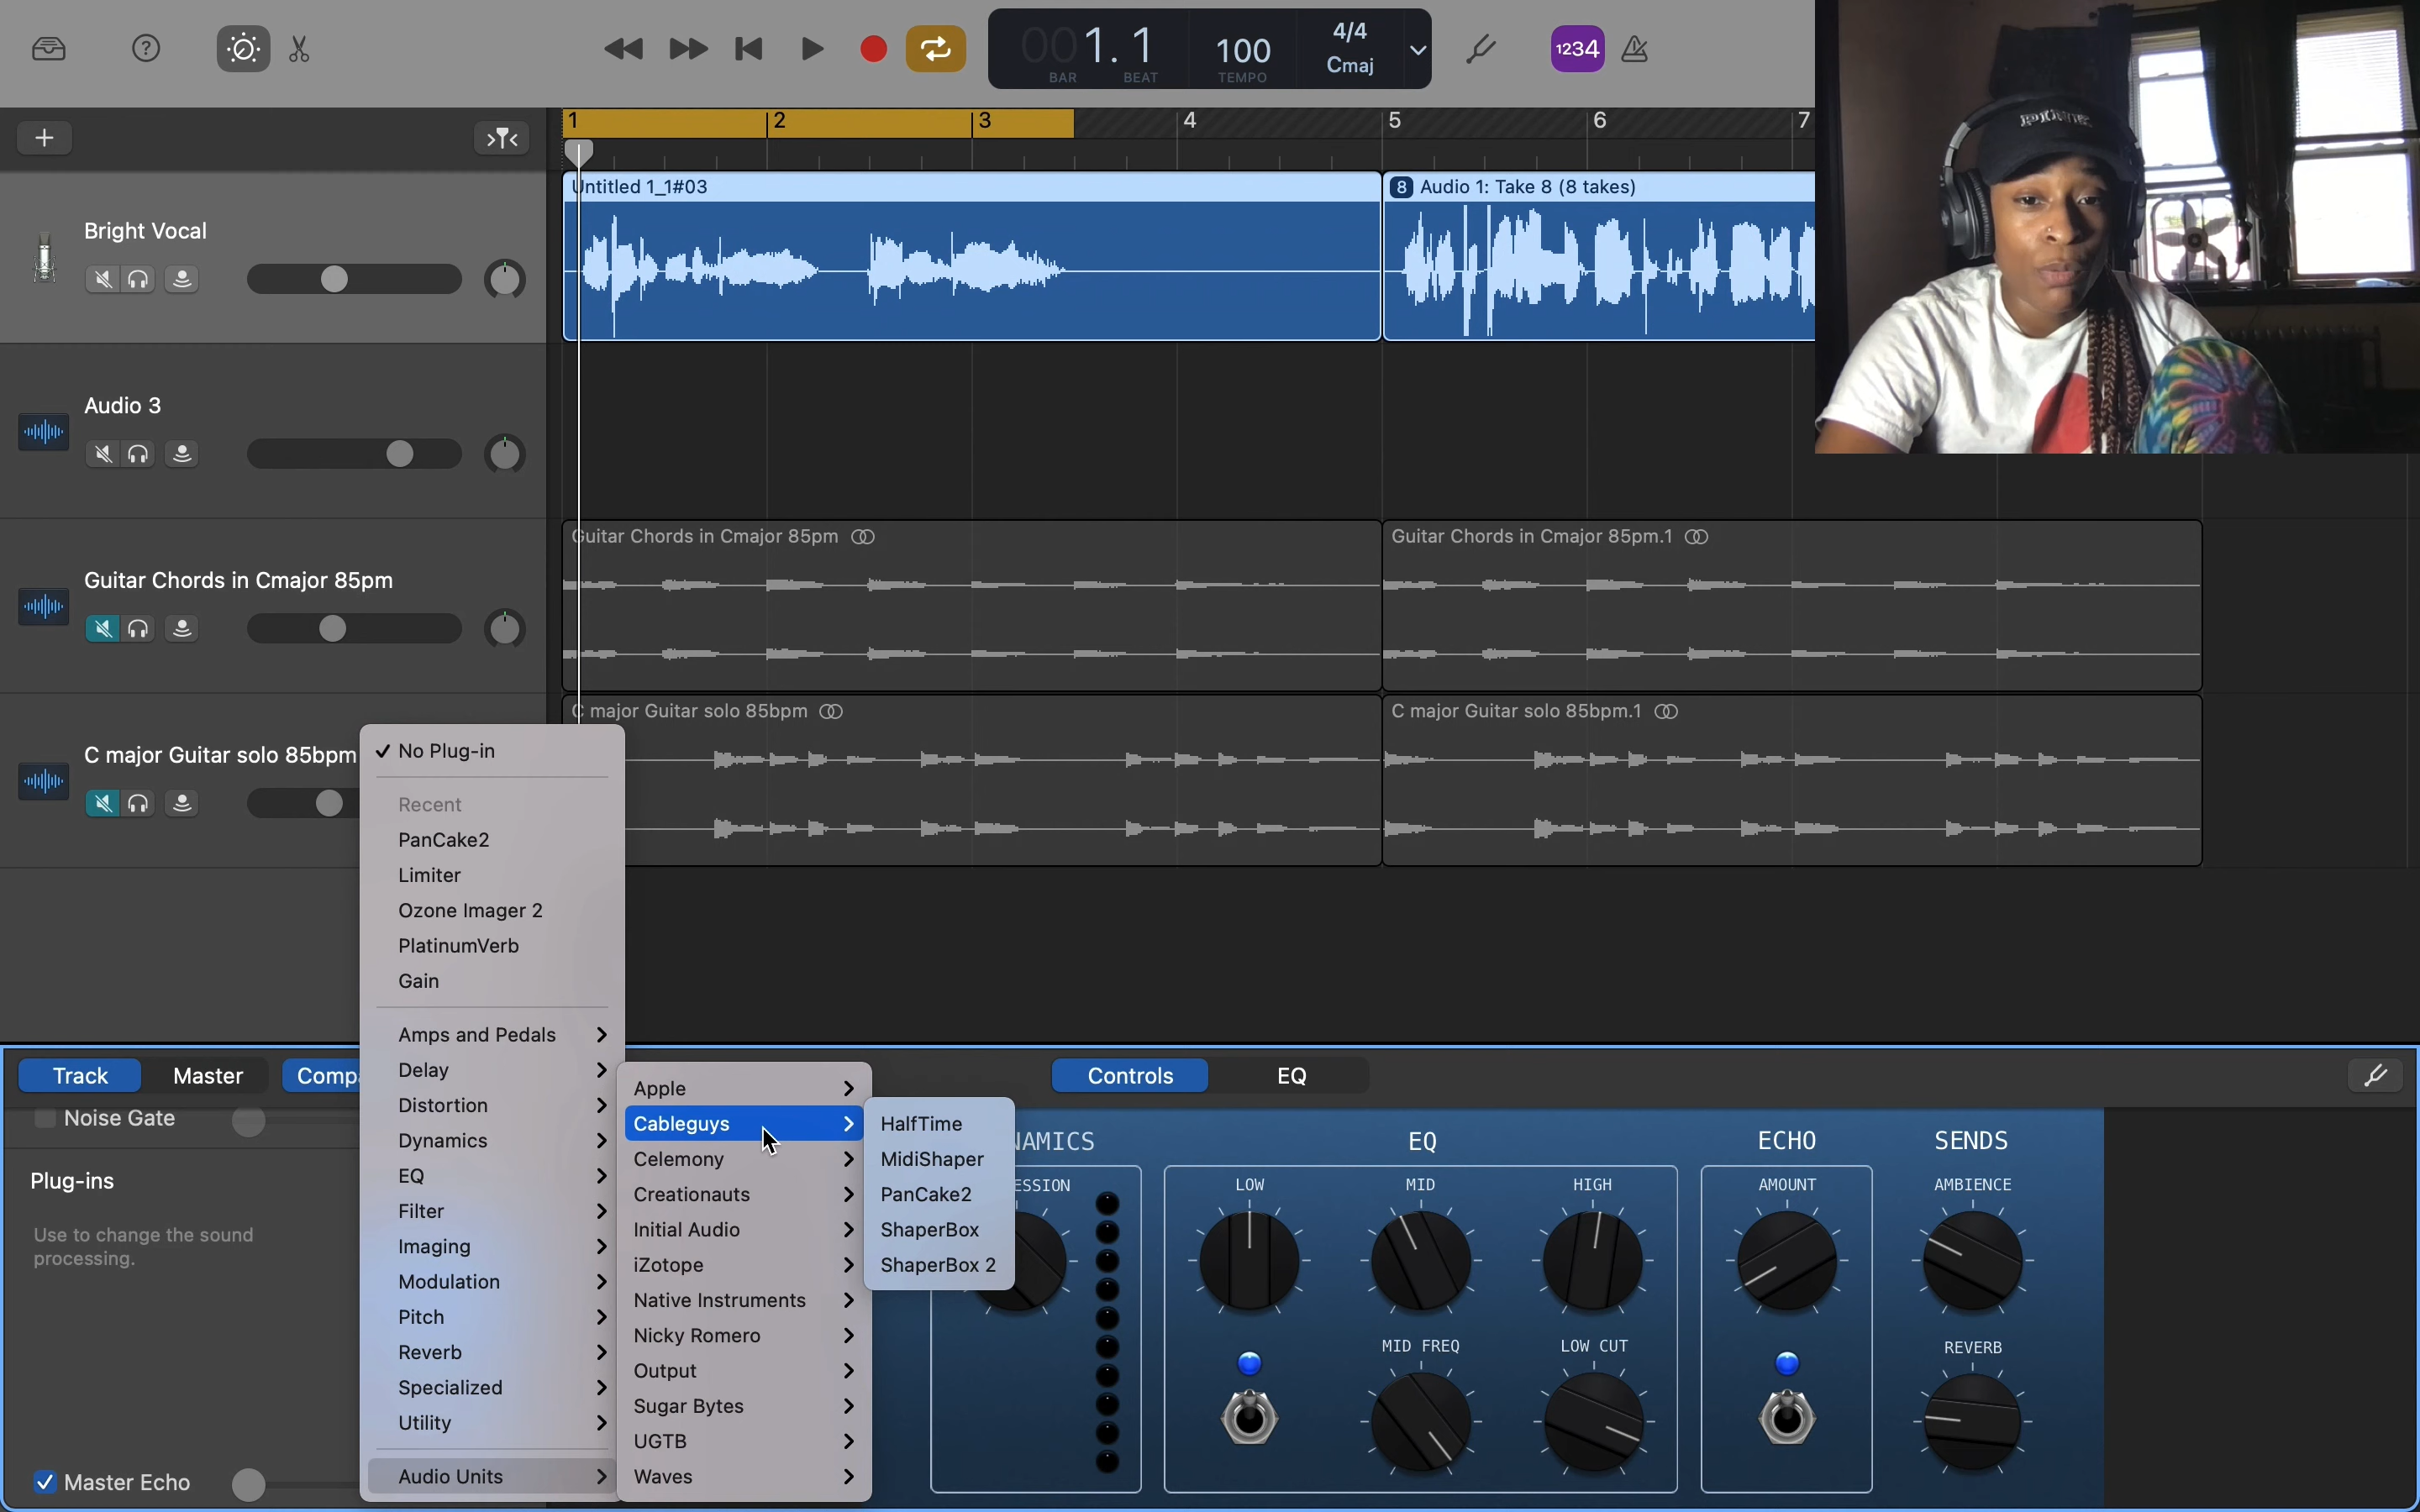 001.1
BAR
BEAT
100
TEMPO
4/4
Cmaj
1234
1
2
3
4
5
6
7
Untitled 1_1#03
8 Audio 1: Take 8 (8 takes)
Bright Vocal
Audio 3
Guitar Chords in Cmajor 85pm
Guitar Chords in Cmajor 85pm.1
Guitar Chords in Cmajor 85pm
C major Guitar solo 85bpm
C major Guitar solo 85bpm.1
C major Guitar solo 85bpm
No Plug-in
Recent
PanCake2
Limiter
Ozone Imager 2
PlatinumVerb
Gain
Amps and Pedals
Delay
Distortion
Dynamics
EQ
Filter
Imaging
Modulation
Pitch
Reverb
Specialized
Utility
Audio Units
Apple
Cableguys
Celemony
Creationauts
Initial Audio
iZotope
Native Instruments
Nicky Romero
Output
Sugar Bytes
UGTB
Waves
HalfTime
MidiShaper
PanCake2
ShaperBox
ShaperBox 2
Track
Master
Comp
Controls
EQ
Noise Gate
Plug-ins
Use to change the sound
processing.
Master Echo
NAMICS
ESSION
EQ
LOW
MID
HIGH
MID FREQ
LOW CUT
ECHO
AMOUNT
SENDS
AMBIENCE
REVERB